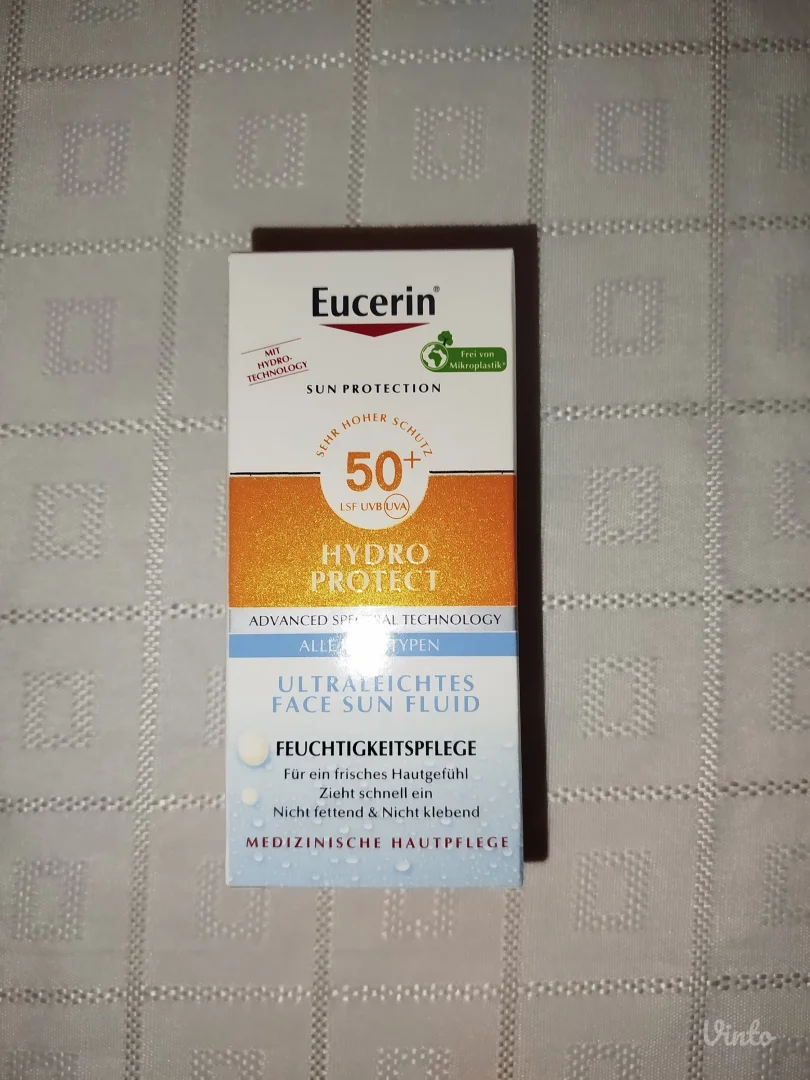 Eucerin®
MIT
HYDRO-
TECHNOLOGY
Frei von
Mikroplastik
SUN PROTECTION
SEHR HOHER SCHUTZ
50+
LSF UVB UVA
HYDRO
PROTECT
ADVANCED SPECTRAL TECHNOLOGY
ALLE
ULTRALEICHTES
FACE SUN FLUID
FEUCHTIGKEITSPFLEGE
Für ein frisches Hautgefühl
Zieht schnell ein
Nicht fettend & Nicht klebend
MEDIZINISCHE HAUTPFLEGE
Vinto